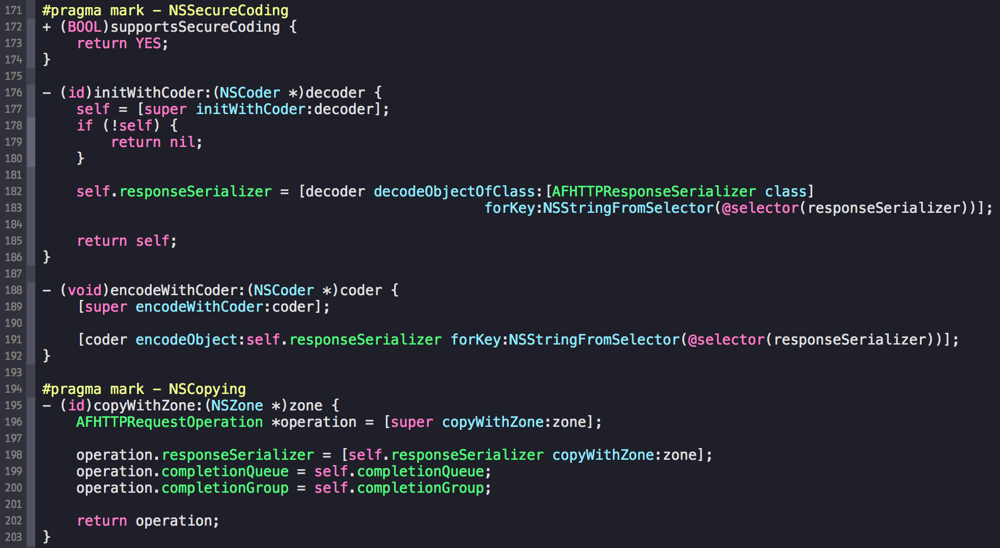 171 #pragma mark – NSSecureCoding
172 + (BOOL)supportsSecureCoding {
173     return YES;
174 }
175
176 – (id)initWithCoder:(NSCoder *)decoder {
177     self = [super initWithCoder:decoder];
178     if (!self) {
179         return nil;
180     }
181
182     self.responseSerializer = [decoder decodeObjectOfClass:[AFHTTPResponseSerializer class]
183                                                     forKey:NSStringFromSelector(@selector(responseSerializer))];
184
185     return self;
186 }
187
188 – (void)encodeWithCoder:(NSCoder *)coder {
189     [super encodeWithCoder:coder];
190
191     [coder encodeObject:self.responseSerializer forKey:NSStringFromSelector(@selector(responseSerializer))];
192 }
193
194 #pragma mark – NSCopying
195 – (id)copyWithZone:(NSZone *)zone {
196     AFHTTPRequestOperation *operation = [super copyWithZone:zone];
197
198     operation.responseSerializer = [self.responseSerializer copyWithZone:zone];
199     operation.completionQueue = self.completionQueue;
200     operation.completionGroup = self.completionGroup;
201
202     return operation;
203 }